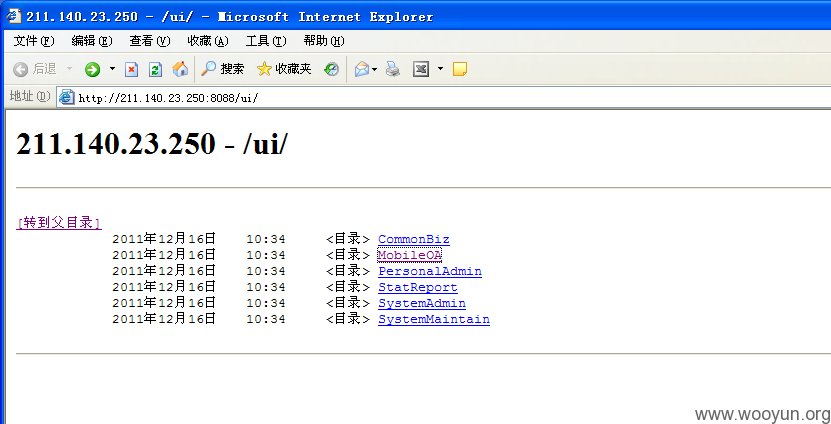 211.140.23.250 - /ui/ - Microsoft Internet Explorer
文件(F) 编辑(E) 查看(V) 收藏(A) 工具(T) 帮助(H)
后退 搜索 收藏夹
地址(D) http://211.140.23.250:8088/ui/
211.140.23.250 - /ui/
[转到父目录]
2011年12月16日 10:34 <目录> CommonBiz
2011年12月16日 10:34 <目录> MobileOA
2011年12月16日 10:34 <目录> PersonalAdmin
2011年12月16日 10:34 <目录> StatReport
2011年12月16日 10:34 <目录> SystemAdmin
2011年12月16日 10:34 <目录> SystemMaintain
www.wooyun.org